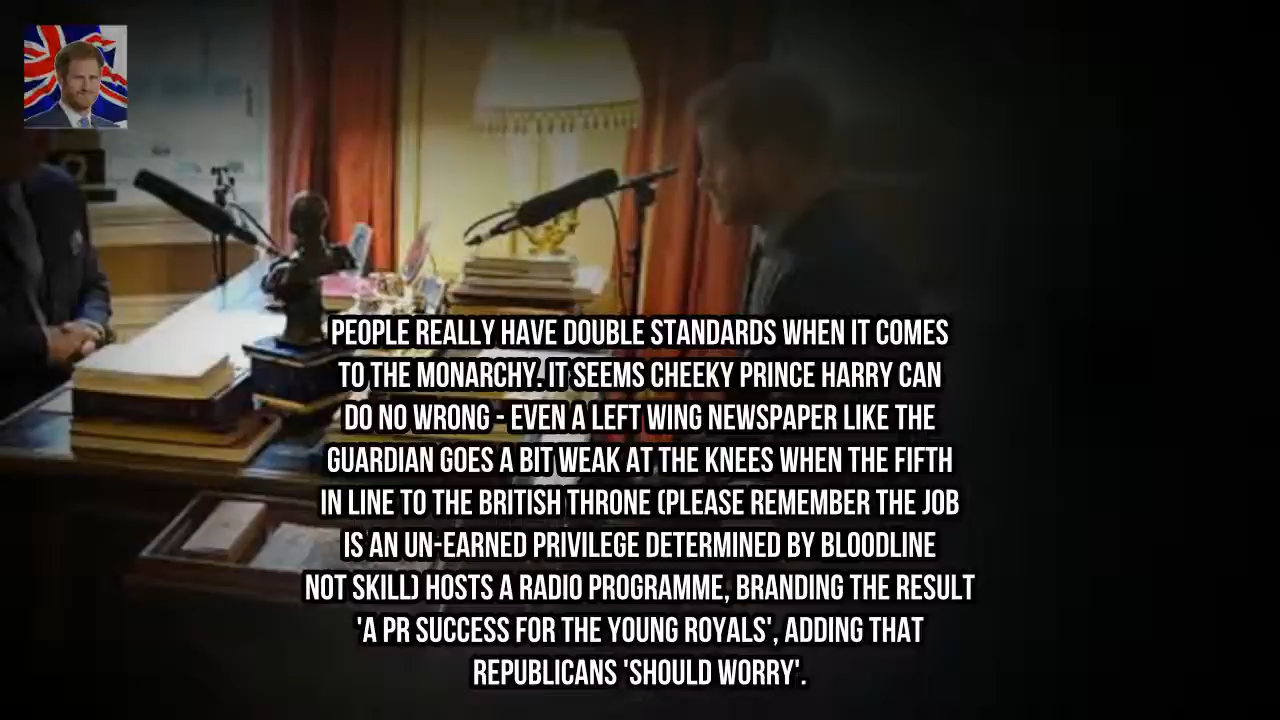 PEOPLE REALLY HAVE DOUBLE STANDARDS WHEN IT COMES
TO THE MONARCHY. IT SEEMS CHEEKY PRINCE HARRY CAN
DO NO WRONG - EVEN A LEFT WING NEWSPAPER LIKE THE
GUARDIAN GOES A BIT WEAK AT THE KNEES WHEN THE FIFTH
IN LINE TO THE BRITISH THRONE (PLEASE REMEMBER THE JOB
IS AN UN-EARNED PRIVILEGE DETERMINED BY BLOODLINE
NOT SKILL) HOSTS A RADIO PROGRAMME, BRANDING THE RESULT
'A PR SUCCESS FOR THE YOUNG ROYALS', ADDING THAT
REPUBLICANS 'SHOULD WORRY'.